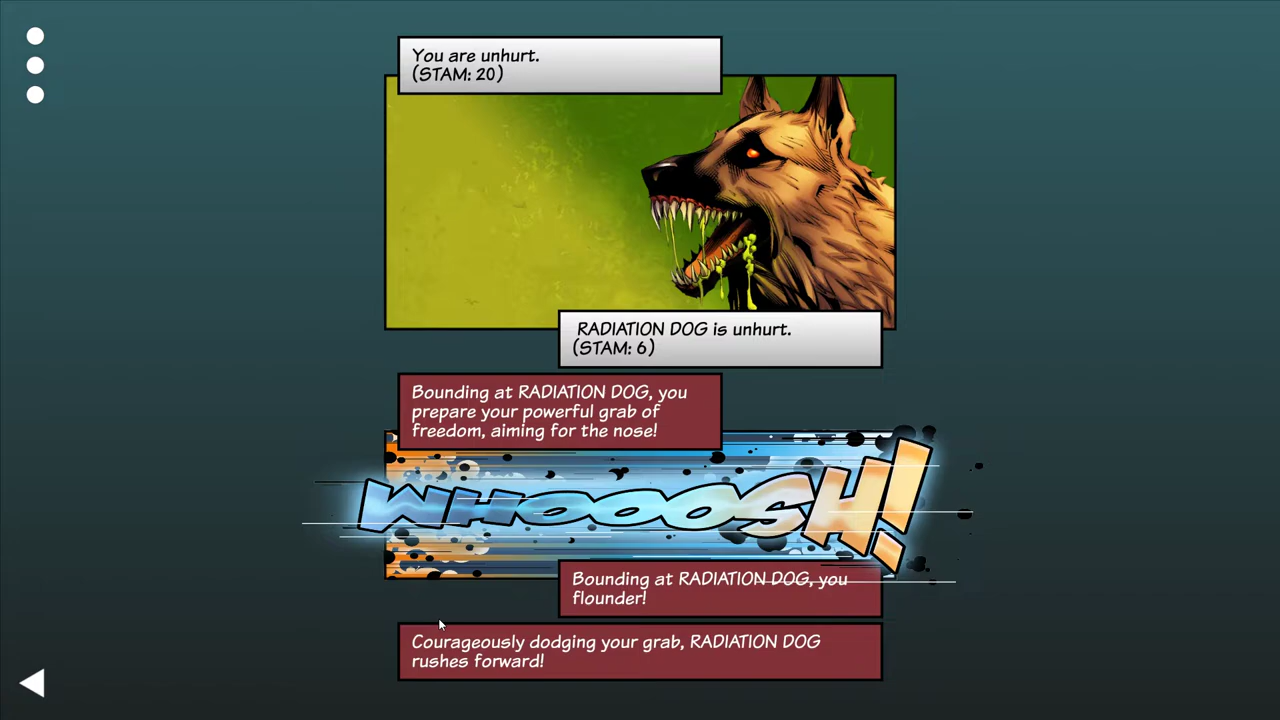 You are unhurt.
(STAM: 20)
RADIATION DOG is unhurt.
(STAM: 6)
Bounding at RADIATION DOG, you
prepare your powerful grab of
freedom, aiming for the nose!
WHOOOSH!
Bounding at RADIATION DOG, you
flounder!
Courageously dodging your grab, RADIATION DOG
rushes forward!